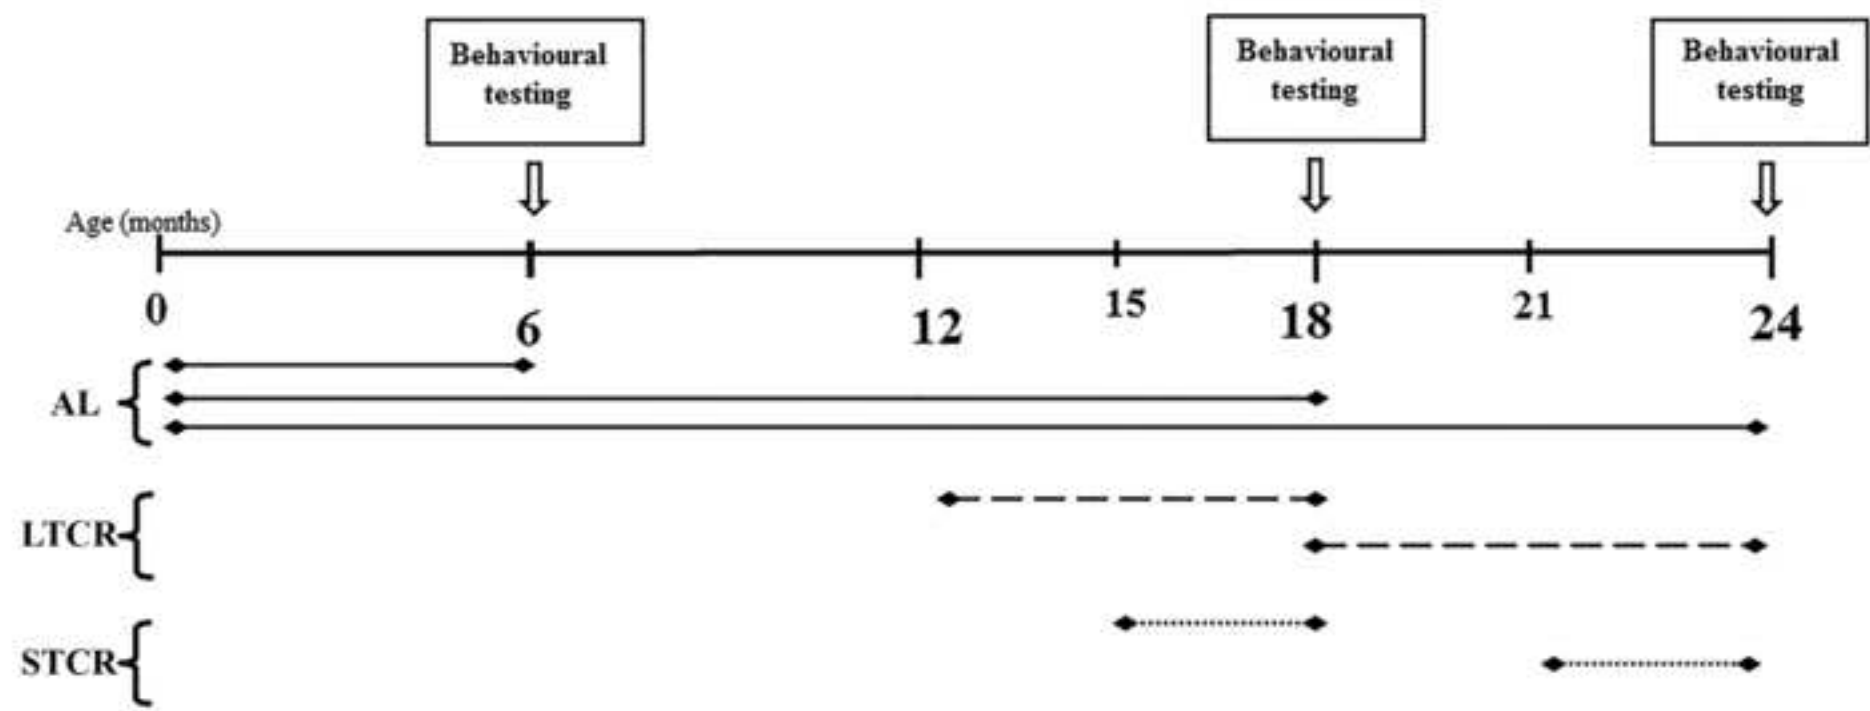 Behavioural
testing
Behavioural
testing
Behavioural
testing
Age (months)
0
6
12
15
18
21
24
AL
LTCR
STCR